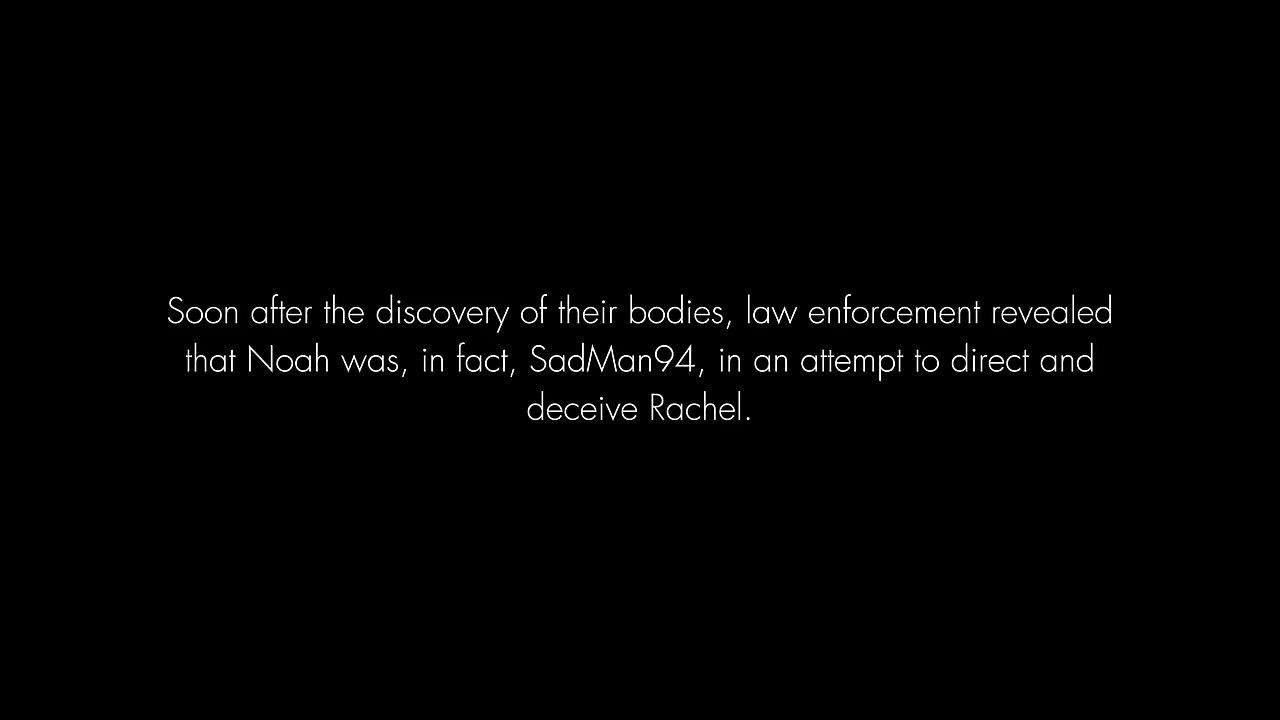 Soon after the discovery of their bodies, law enforcement revealed
that Noah was, in fact, SadMan94, in an attempt to direct and
deceive Rachel.